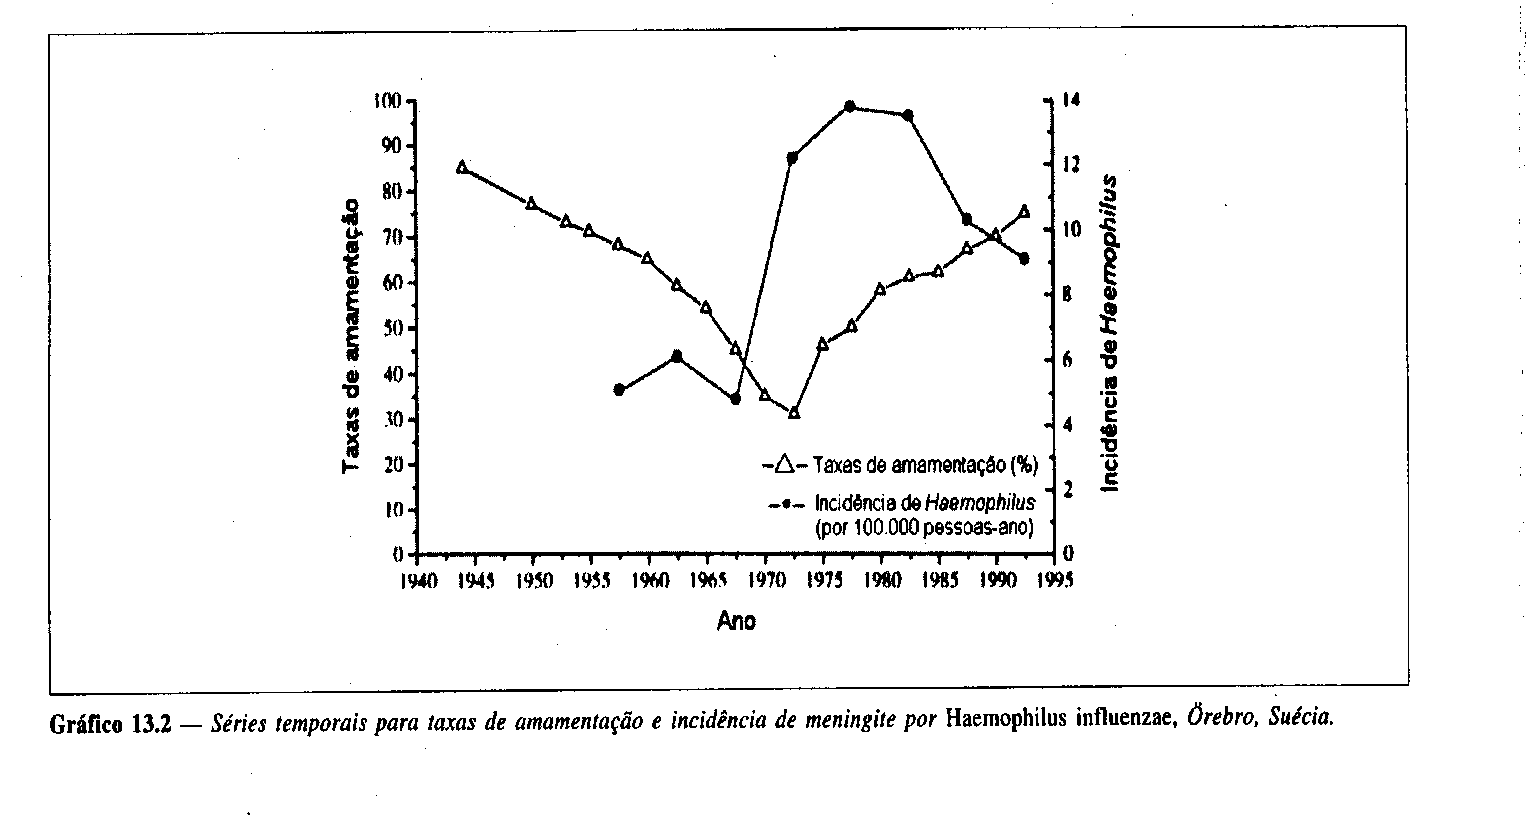 100
90
80
70
60
50
40
30
20
10
0
Taxas de amamentação
14
12
10
8
6
4
2
0
Incidência de Haemophilus
Taxas de amamentação (%)
Incidência de Haemophilus
(por 100.000 pessoas-ano)
1940 1945 1950 1955 1960 1965 1970 1975 1980 1985 1990 1995
Ano
Gráfico 13.2 — Séries temporais para taxas de amamentação e incidência de meningite por Haemophilus influenzae, Örebro, Suécia.